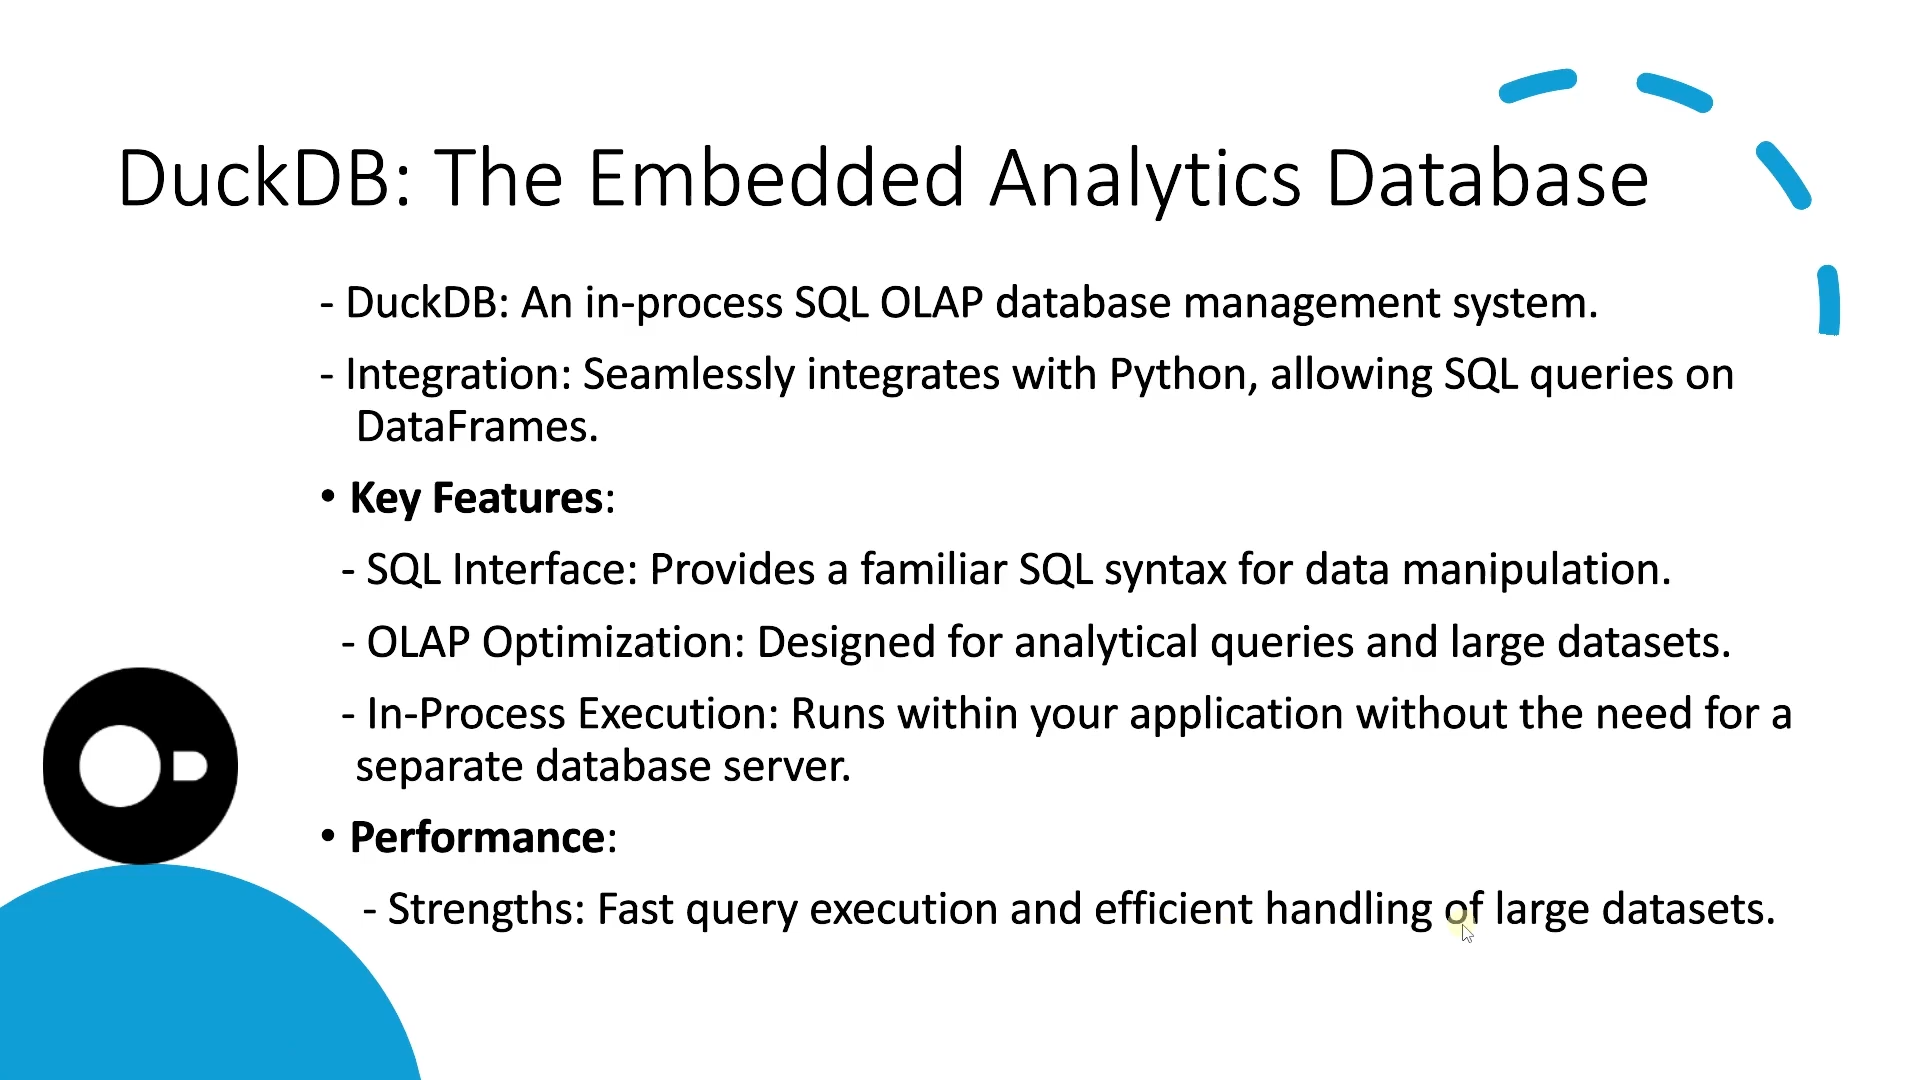 DuckDB: The Embedded Analytics Database
- DuckDB: An in-process SQL OLAP database management system.
- Integration: Seamlessly integrates with Python, allowing SQL queries on
DataFrames.
• Key Features:
- SQL Interface: Provides a familiar SQL syntax for data manipulation.
- OLAP Optimization: Designed for analytical queries and large datasets.
- In-Process Execution: Runs within your application without the need for a
separate database server.
• Performance:
- Strengths: Fast query execution and efficient handling of large datasets.